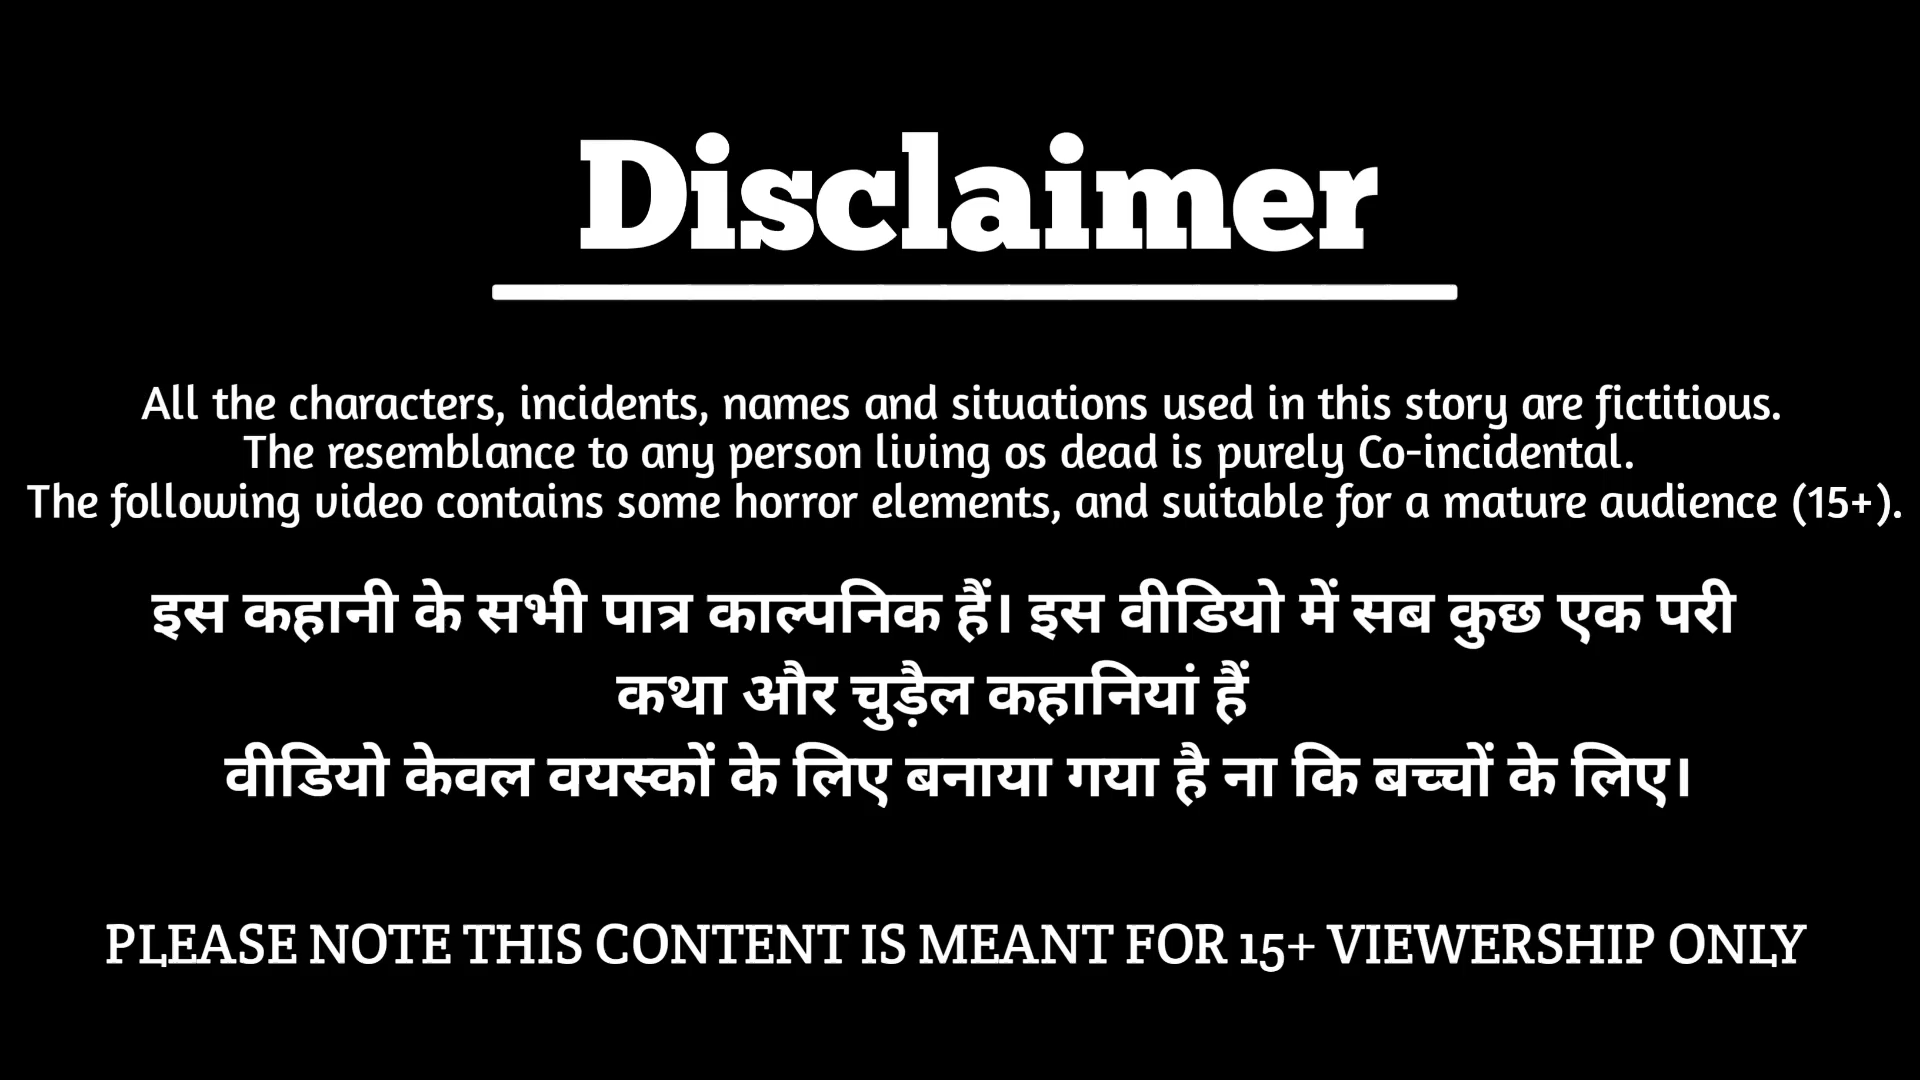 Disclaimer
All the characters, incidents, names and situations used in this story are fictitious.
The resemblance to any person living os dead is purely Co-incidental.
The following video contains some horror elements, and suitable for a mature audience (15+).
इस कहानी के सभी पात्र काल्पनिक हैं। इस वीडियो में सब कुछ एक परी
कथा और चुड़ैल कहानियां हैं
वीडियो केवल वयस्कों के लिए बनाया गया है ना कि बच्चों के लिए।
PLEASE NOTE THIS CONTENT IS MEANT FOR 15+ VIEWERSHIP ONLY